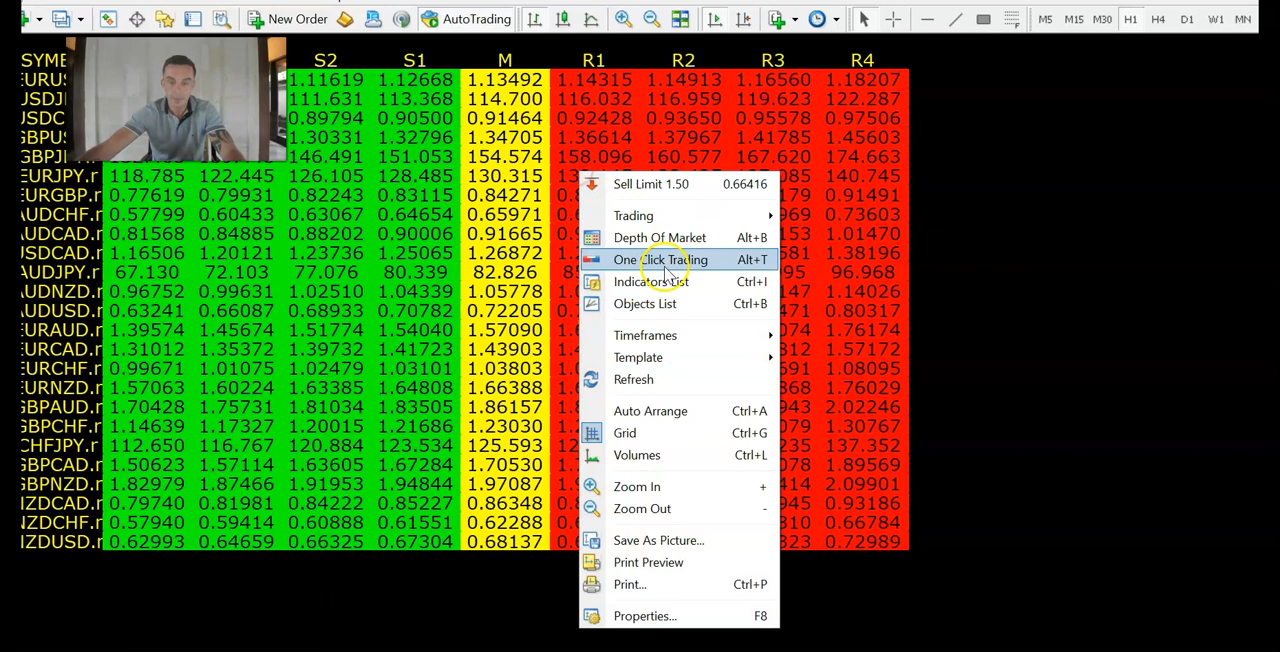 New Order AutoTrading M5 M15 M30 H1 H4 D1 W1 MN
SYMB S2 S1 M R1 R2 R3 R4
EURUS 1.11619 1.12668 1.13492 1.14315 1.14913 1.16560 1.18207
USDJ 111.631 113.368 114.700 116.032 116.959 119.623 122.287
USDC 0.89794 0.90500 0.91464 0.92428 0.93650 0.95578 0.97506
GBPUS 1.30331 1.32796 1.34705 1.36614 1.37967 1.41785 1.45603
GBPJ 146.491 151.053 154.574 158.096 160.577 167.620 174.663
EURJPY.r 118.785 122.445 126.105 128.485 130.315 140.745
EURGBP.r 0.77619 0.79931 0.82243 0.83115 0.84271 0.91491
AUDCHF.r 0.57799 0.60433 0.63067 0.64654 0.65971 0.73603
AUDCAD.r 0.81568 0.84885 0.88202 0.90006 0.91665 1.01470
USDCAD.r 1.16506 1.20121 1.23736 1.25065 1.26872 1.38196
AUDJPY.r 67.130 72.103 77.076 80.339 82.826 96.968
AUDNZD.r 0.96752 0.99631 1.02510 1.04339 1.05778 1.14026
AUDUSD.r 0.63241 0.66087 0.68933 0.70782 0.72205 0.80317
EURAUD.r 1.39574 1.45674 1.51774 1.54040 1.57090 1.76174
EURCAD.r 1.31012 1.35372 1.39732 1.41723 1.43903 1.57172
EURCHF.r 0.99671 1.01075 1.02479 1.03101 1.03803 1.08095
EURNZD.r 1.57063 1.60224 1.63385 1.64808 1.66388 1.76029
GBPAUD.r 1.70428 1.75731 1.81034 1.83505 1.86157 2.02246
GBPCHF.r 1.14639 1.17327 1.20015 1.21686 1.23030 1.30767
CHFJPY.r 112.650 116.767 120.884 123.534 125.593 137.352
GBPCAD.r 1.50623 1.57114 1.63605 1.67284 1.70530 1.89569
GBPNZD.r 1.82979 1.87466 1.91953 1.94844 1.97087 2.09901
NZDCAD.r 0.79740 0.81981 0.84222 0.85227 0.86348 0.93186
NZDCHF.r 0.57940 0.59414 0.60888 0.61551 0.62288 0.66784
NZDUSD.r 0.62993 0.64659 0.66325 0.67304 0.68137 0.72989
Sell Limit 1.50 0.66416
Trading
Depth Of Market Alt+B
One Click Trading Alt+T
Indicators List Ctrl+I
Objects List Ctrl+B
Timeframes
Template
Refresh
Auto Arrange Ctrl+A
Grid Ctrl+G
Volumes Ctrl+L
Zoom In +
Zoom Out -
Save As Picture...
Print Preview
Print... Ctrl+P
Properties... F8